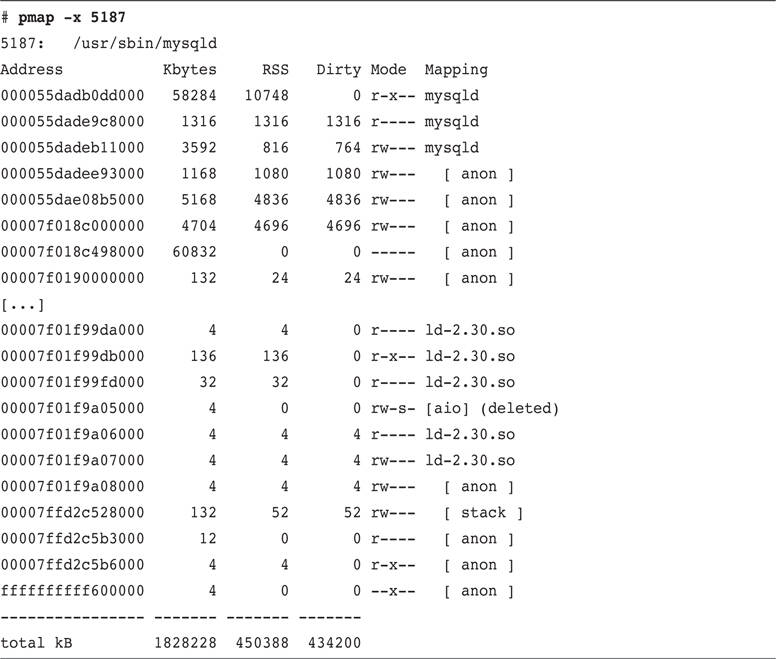 # pmap -x 5187
5187:   /usr/sbin/mysqld
Address           Kbytes     RSS   Dirty Mode  Mapping
000055dadb0dd000   58284   10748       0 r-x-- mysqld
000055dade9c8000    1316    1316    1316 r---- mysqld
000055dadeb11000    3592     816     764 rw--- mysqld
000055dadee93000    1168    1080    1080 rw---   [ anon ]
000055dae08b5000    5168    4836    4836 rw---   [ anon ]
00007f018c000000    4704    4696    4696 rw---   [ anon ]
00007f018c498000   60832       0       0 -----   [ anon ]
00007f0190000000     132      24      24 rw---   [ anon ]
[...]
00007f01f99da000       4       4       0 r---- ld-2.30.so
00007f01f99db000     136     136       0 r-x-- ld-2.30.so
00007f01f99fd000      32      32       0 r---- ld-2.30.so
00007f01f9a05000       4       0       0 rw-s- [aio] (deleted)
00007f01f9a06000       4       4       4 r---- ld-2.30.so
00007f01f9a07000       4       4       4 rw--- ld-2.30.so
00007f01f9a08000       4       4       4 rw---   [ anon ]
00007ffd2c528000     132      52      52 rw---   [ stack ]
00007ffd2c5b3000      12       0       0 r----   [ anon ]
00007ffd2c5b6000       4       4       0 r-x--   [ anon ]
ffffffffff600000       4       0       0 --x--   [ anon ]
---------------- ------- ------- -------
total kB         1828228  450388  434200